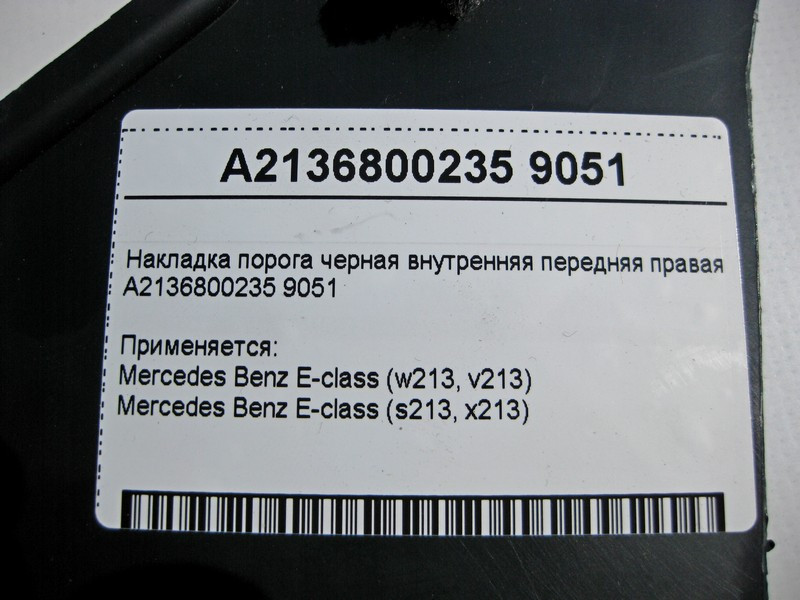 A2136800235 9051
Накладка порога черная внутренняя передняя правая
A2136800235 9051
Применяется:
Mercedes Benz E-class (w213, v213)
Mercedes Benz E-class (s213, x213)